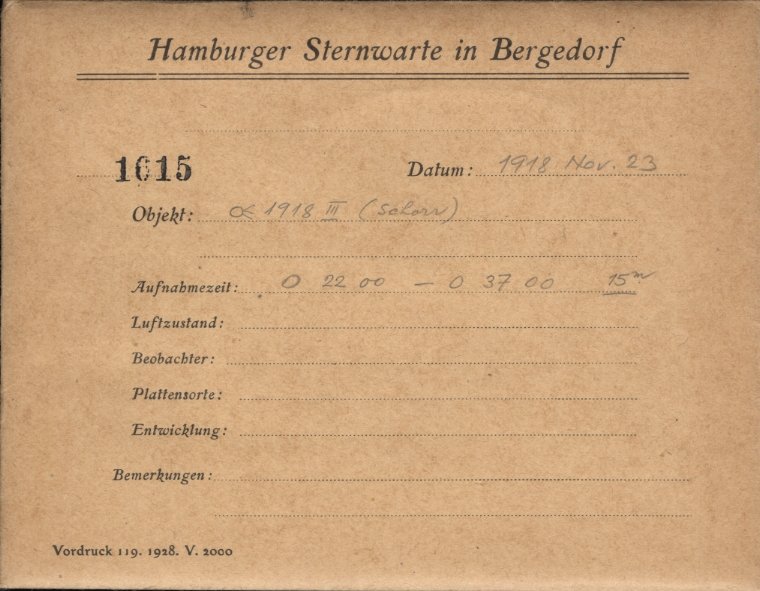 Hamburger Sternwarte in Bergedorf
1615 Datum: 1918 Nov. 23
Objekt: ☄ 1918 III (Schorr)
Aufnahmezeit: 0 22 00 – 0 37 00 15ᵐ
Luftzustand:
Beobachter:
Plattensorte:
Entwicklung:
Bemerkungen:
Vordruck 119. 1928. V. 2000